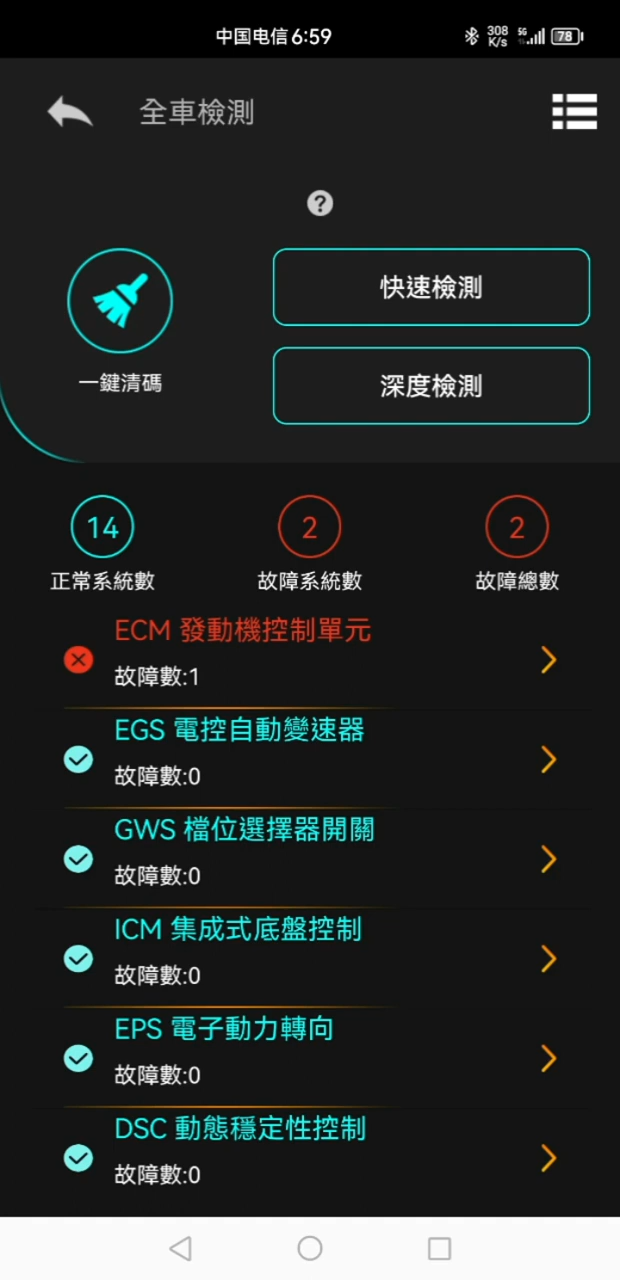 中国电信 6:59
308 K/s 5G 78
全車檢測
?
快速檢測
一鍵清碼
深度檢測
14 2 2
正常系統數 故障系統數 故障總數
ECM 發動機控制單元
故障數:1
EGS 電控自動變速器
故障數:0
GWS 檔位選擇器開關
故障數:0
ICM 集成式底盤控制
故障數:0
EPS 電子動力轉向
故障數:0
DSC 動態穩定性控制
故障數:0